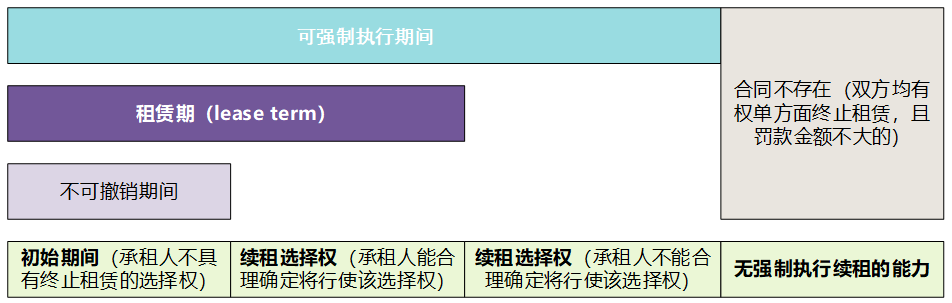 可强制执行期间
合同不存在（双方均有
权单方面终止租赁，且
罚款金额不大的）
租赁期（lease term）
不可撤销期间
初始期间（承租人不具
有终止租赁的选择权）
续租选择权（承租人能合
理确定将行使该选择权）
续租选择权（承租人不能合
理确定将行使该选择权）
无强制执行续租的能力